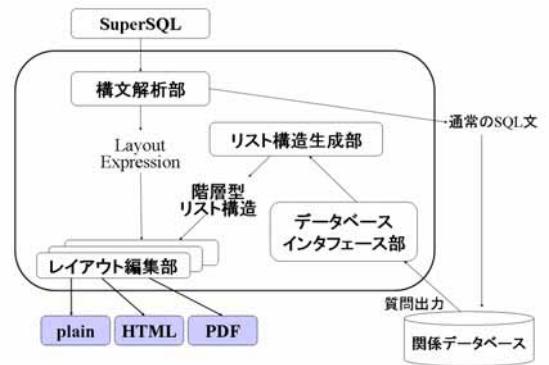 SuperSQL
構文解析部
通常のSQL文
Layout
Expression
リスト構造生成部
階層型
リスト構造
データベース
インタフェース部
レイアウト編集部
質問出力
plain
HTML
PDF
関係データベース